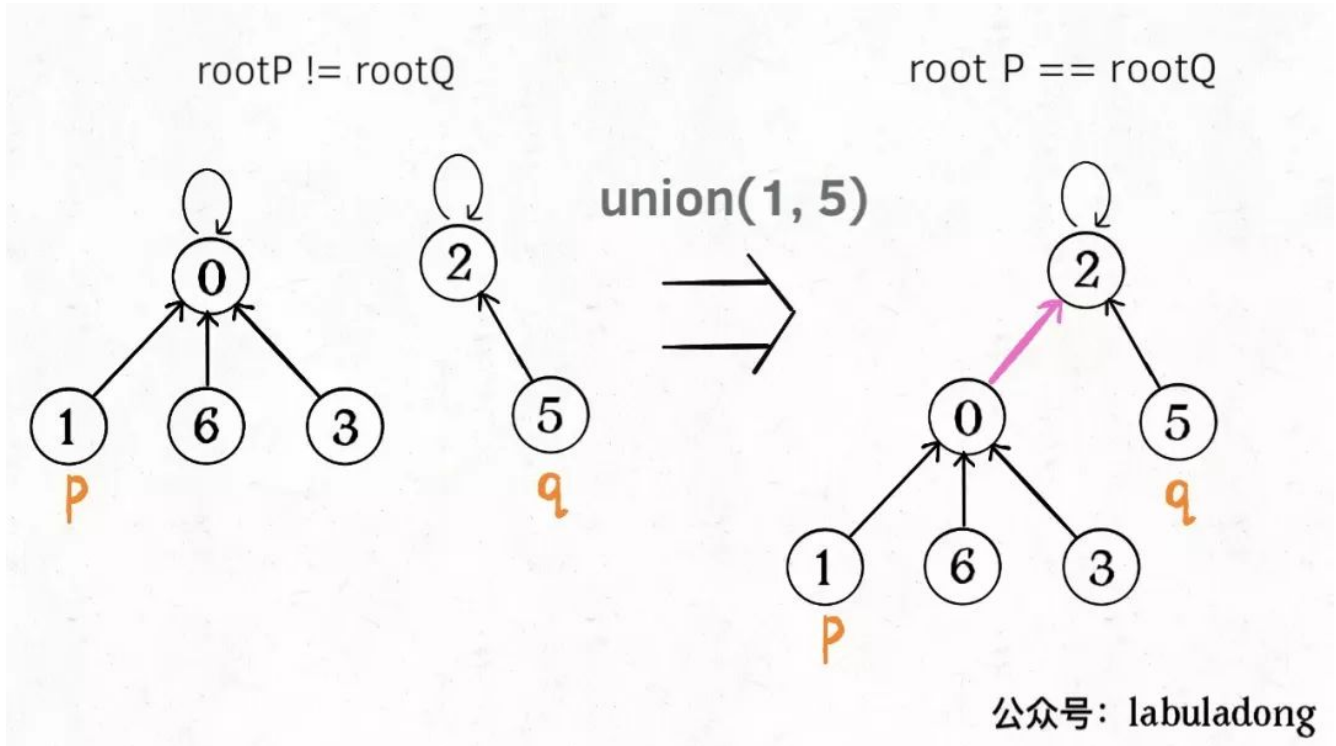 rootP != rootQ
root P == rootQ
union(1, 5)
0
2
1
6
3
5
p
q
2
0
5
q
1
6
3
p
公众号：labuladong